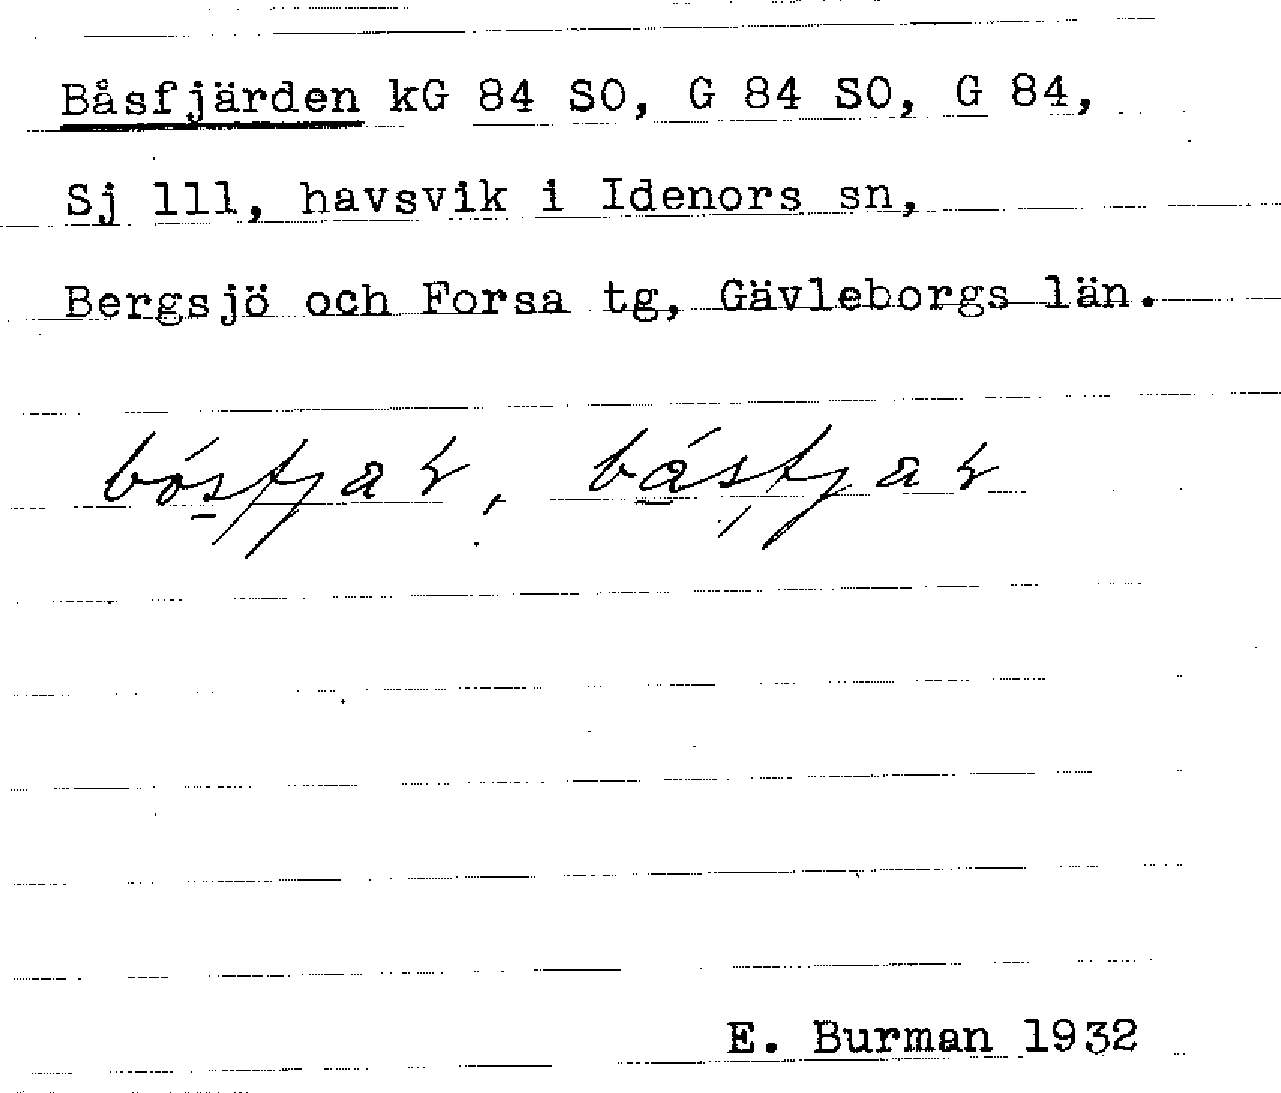 Båsfjärden kG 84 SO, G 84 SO, G 84,
Sj 111, havsvik i Idenors sn,
Bergsjö och Forsa tg, Gävleborgs län.
E. Burman 1932